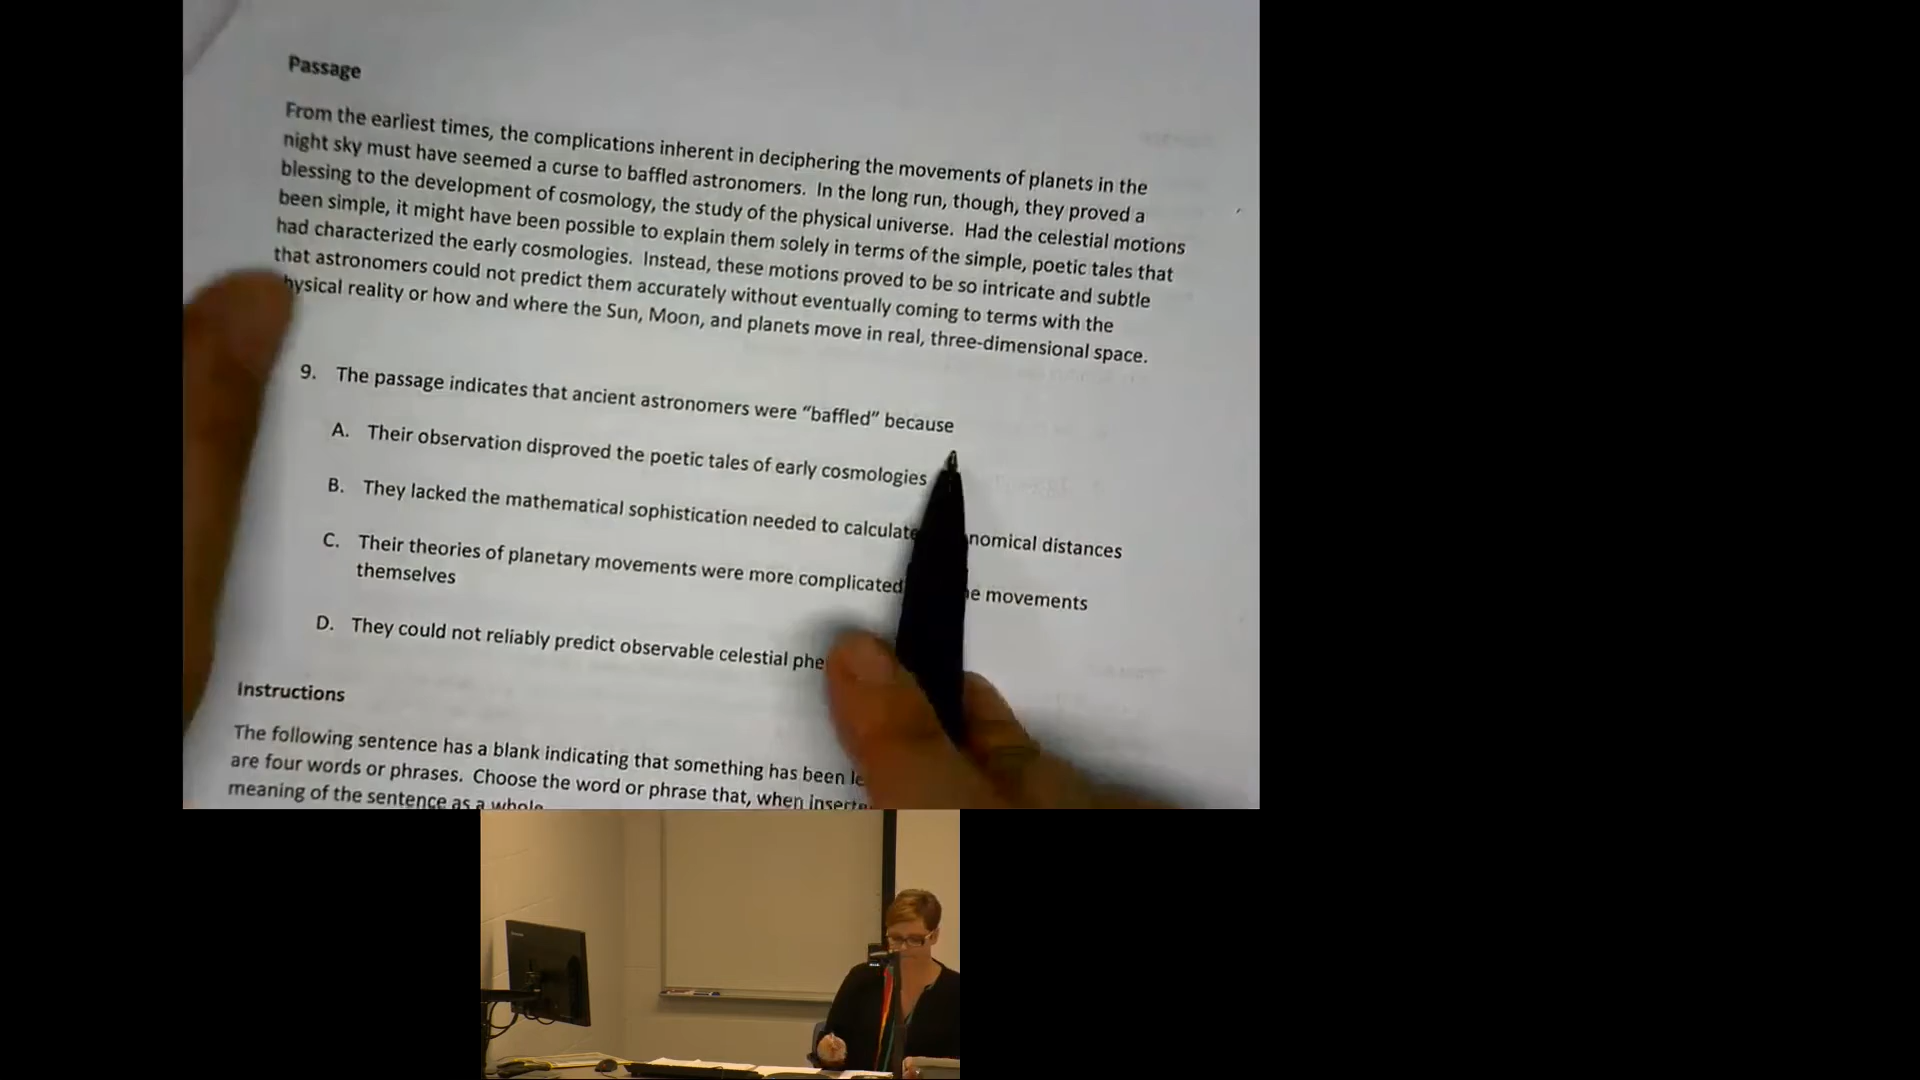 Passage
From the earliest times, the complications inherent in deciphering the movements of planets in the
night sky must have seemed a curse to baffled astronomers. In the long run, though, they proved a
blessing to the development of cosmology, the study of the physical universe. Had the celestial motions
been simple, it might have been possible to explain them solely in terms of the simple, poetic tales that
had characterized the early cosmologies. Instead, these motions proved to be so intricate and subtle
that astronomers could not predict them accurately without eventually coming to terms with the
hysical reality or how and where the Sun, Moon, and planets move in real, three-dimensional space.
9. The passage indicates that ancient astronomers were "baffled" because
A. Their observation disproved the poetic tales of early cosmologies
B. They lacked the mathematical sophistication needed to calculate nomical distances
C. Their theories of planetary movements were more complicated e movements
themselves
D. They could not reliably predict observable celestial phe
Instructions
The following sentence has a blank indicating that something has been le
are four words or phrases. Choose the word or phrase that, when inserte
meaning of the sentence as a whole